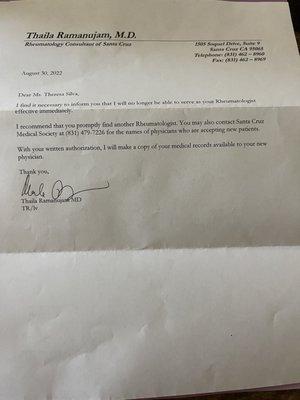 Thaila Ramanujam, M.D.
Rheumatology Consultant of Santa Cruz
1505 Soquel Drive, Suite 9
Santa Cruz CA 95065
Telephone: (831) 462 - 8960
Fax: (831) 462 - 8969
August 30, 2022
Dear Ms. Theresa Silva,
I find it necessary to inform you that I will no longer be able to serve as your Rheumatologist
effective immediately.
I recommend that you promptly find another Rheumatologist. You may also contact Santa Cruz
Medical Society at (831) 479-7226 for the names of physicians who are accepting new patients.
With your written authorization, I will make a copy of your medical records available to your new
physician.
Thank you,
Thaila Ramanujam MD
TR/lv